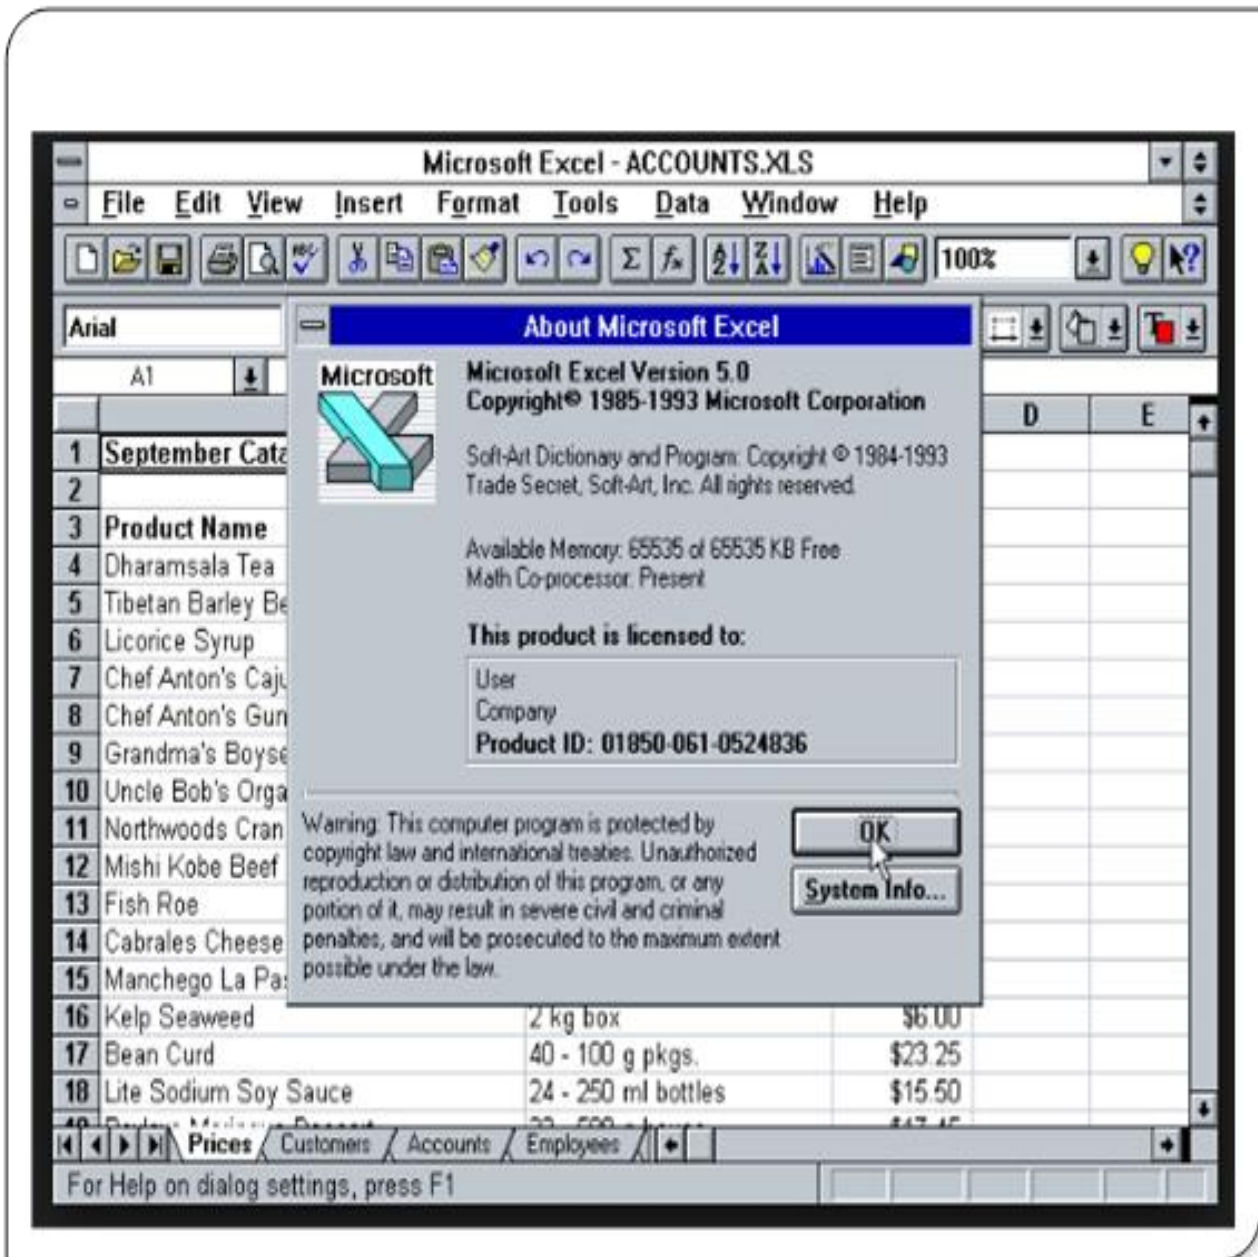 Microsoft Excel - ACCOUNTS.XLS
File Edit View Insert Format Tools Data Window Help
ABC
Σ fx A Z Z A 100% ?
Arial
About Microsoft Excel
T
A1
Microsoft
Microsoft Excel Version 5.0
Copyright© 1985-1993 Microsoft Corporation
Soft-Art Dictionary and Program: Copyright © 1984-1993
Trade Secret, Soft-Art, Inc. All rights reserved.
Available Memory: 65535 of 65535 KB Free
Math Co-processor: Present
This product is licensed to:
User
Company
Product ID: 01850-061-0524836
Warning: This computer program is protected by
copyright law and international treaties. Unauthorized
reproduction or distribution of this program, or any
portion of it, may result in severe civil and criminal
penalties, and will be prosecuted to the maximum extent
possible under the law.
OK
System Info...
D E
1 September Cata
2
3 Product Name
4 Dharamsala Tea
5 Tibetan Barley Be
6 Licorice Syrup
7 Chef Anton's Caju
8 Chef Anton's Gun
9 Grandma's Boyse
10 Uncle Bob's Orga
11 Northwoods Cran
12 Mishi Kobe Beef
13 Fish Roe
14 Cabrales Cheese
15 Manchego La Pas
16 Kelp Seaweed 2 kg box $6.00
17 Bean Curd 40 - 100 g pkgs. $23.25
18 Lite Sodium Soy Sauce 24 - 250 ml bottles $15.50
Prices Customers Accounts Employees
For Help on dialog settings, press F1